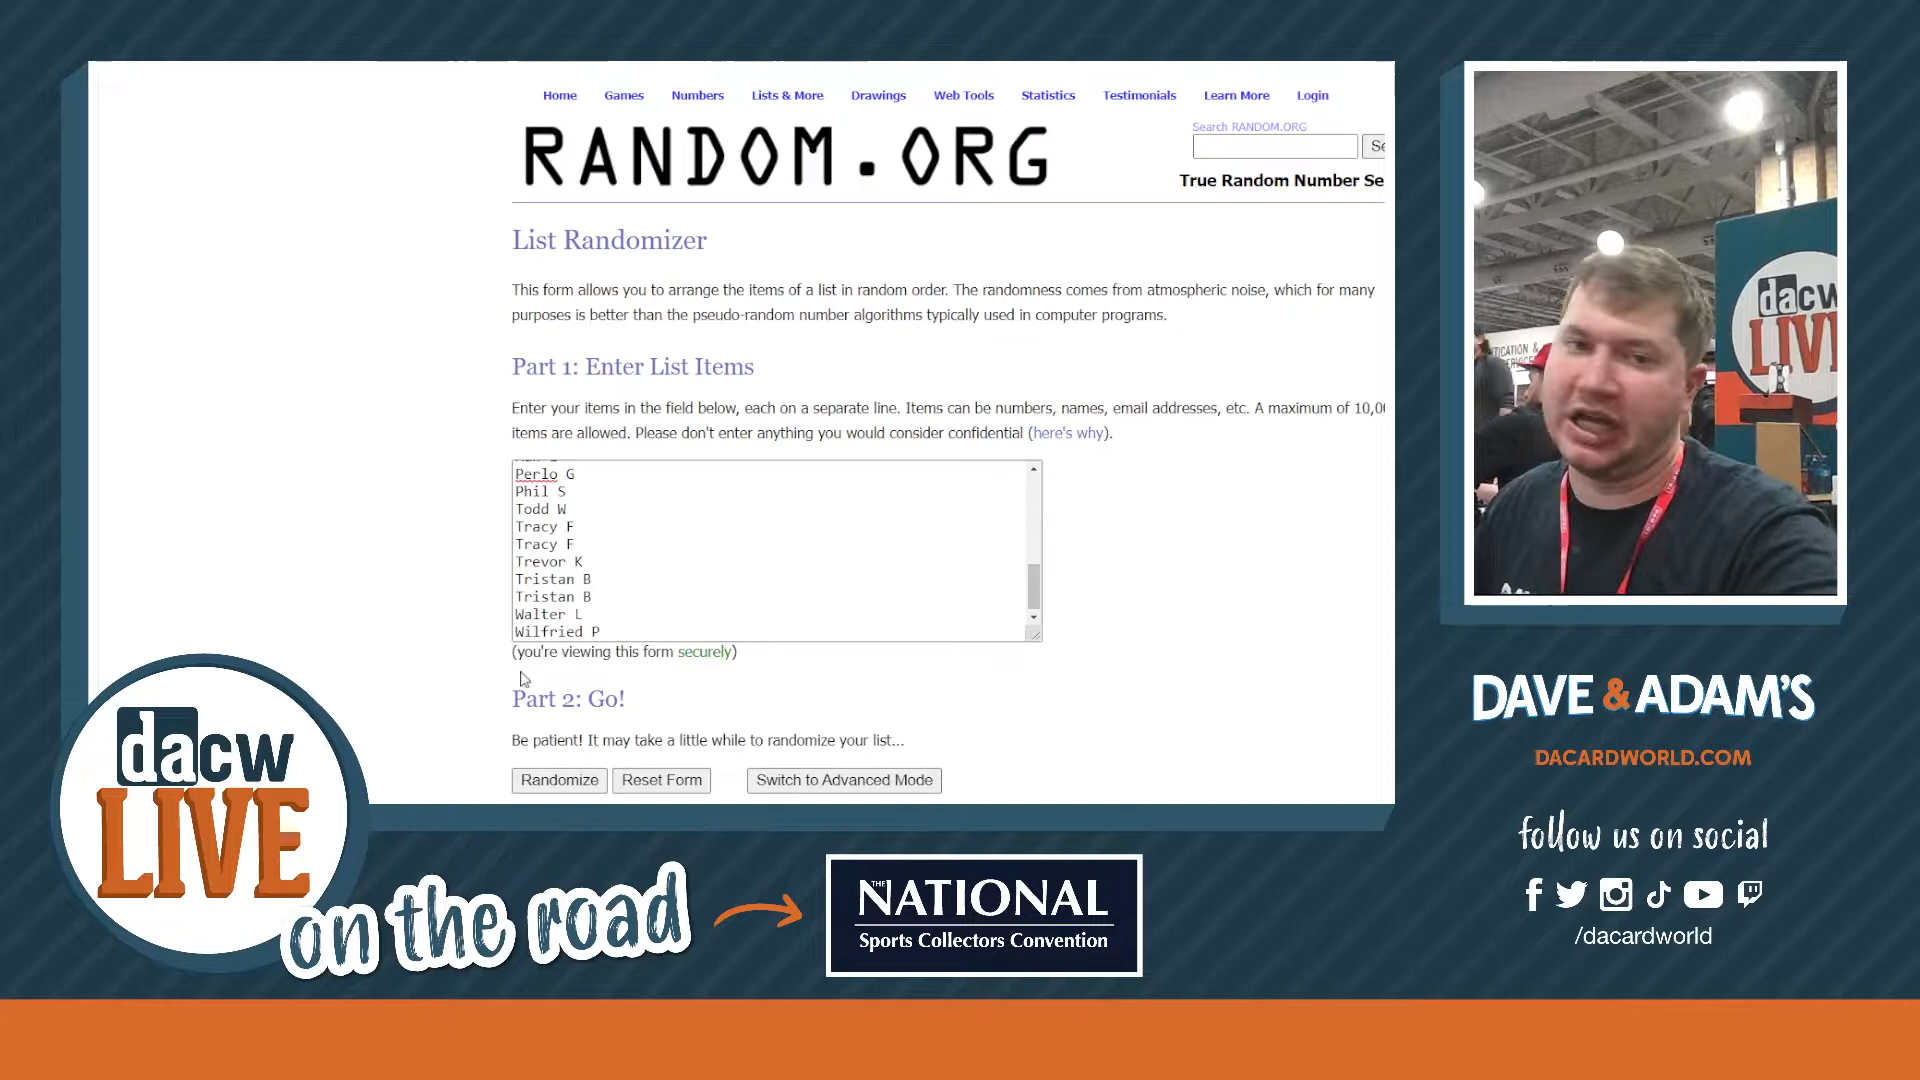 Home Games Numbers Lists & More Drawings Web Tools Statistics Testimonials Learn More Login
RANDOM.ORG
Search RANDOM.ORG
Se
True Random Number Se
List Randomizer
This form allows you to arrange the items of a list in random order. The randomness comes from atmospheric noise, which for many
purposes is better than the pseudo-random number algorithms typically used in computer programs.
Part 1: Enter List Items
Enter your items in the field below, each on a separate line. Items can be numbers, names, email addresses, etc. A maximum of 10,0
items are allowed. Please don't enter anything you would consider confidential (here's why).
Perlo G
Phil S
Todd W
Tracy F
Tracy F
Trevor K
Tristan B
Tristan B
Walter L
Wilfried P
(you're viewing this form securely)
Part 2: Go!
Be patient! It may take a little while to randomize your list...
Randomize Reset Form Switch to Advanced Mode
dacw
LIVE
on the road
THE NATIONAL
Sports Collectors Convention
dacw
LIVE
DAVE & ADAM'S
DACARDWORLD.COM
follow us on social
/dacardworld